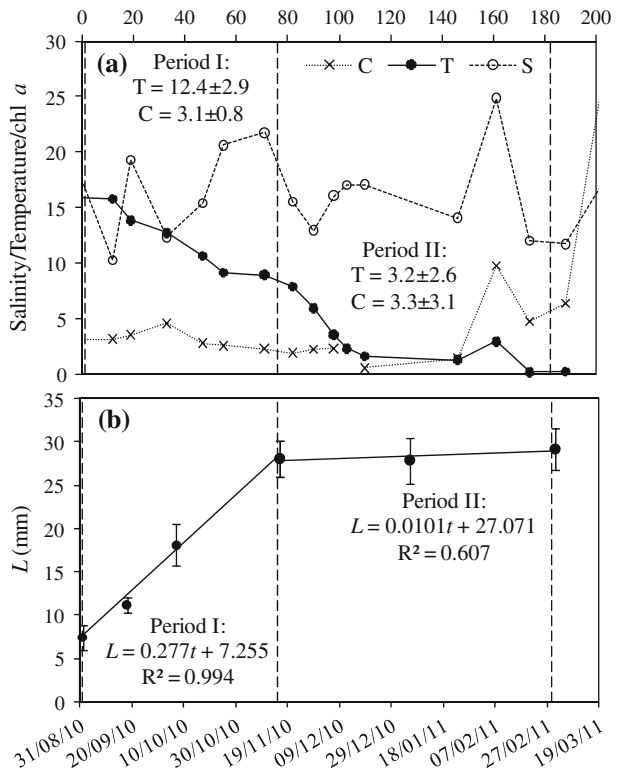 0 20 40 60 80 100 120 140 160 180 200
30
25
20
15
10
5
0
Salinity/Temperature/chl a
(a)
Period I:
T = 12.4±2.9
C = 3.1±0.8
C T S
Period II:
T = 3.2±2.6
C = 3.3±3.1
40
35
30
25
20
15
10
5
0
L (mm)
(b)
Period II:
L = 0.0101t + 27.071
R² = 0.607
Period I:
L = 0.277t + 7.255
R² = 0.994
31/08/10 20/09/10 10/10/10 30/10/10 19/11/10 09/12/10 29/12/10 18/01/11 07/02/11 27/02/11 19/03/11